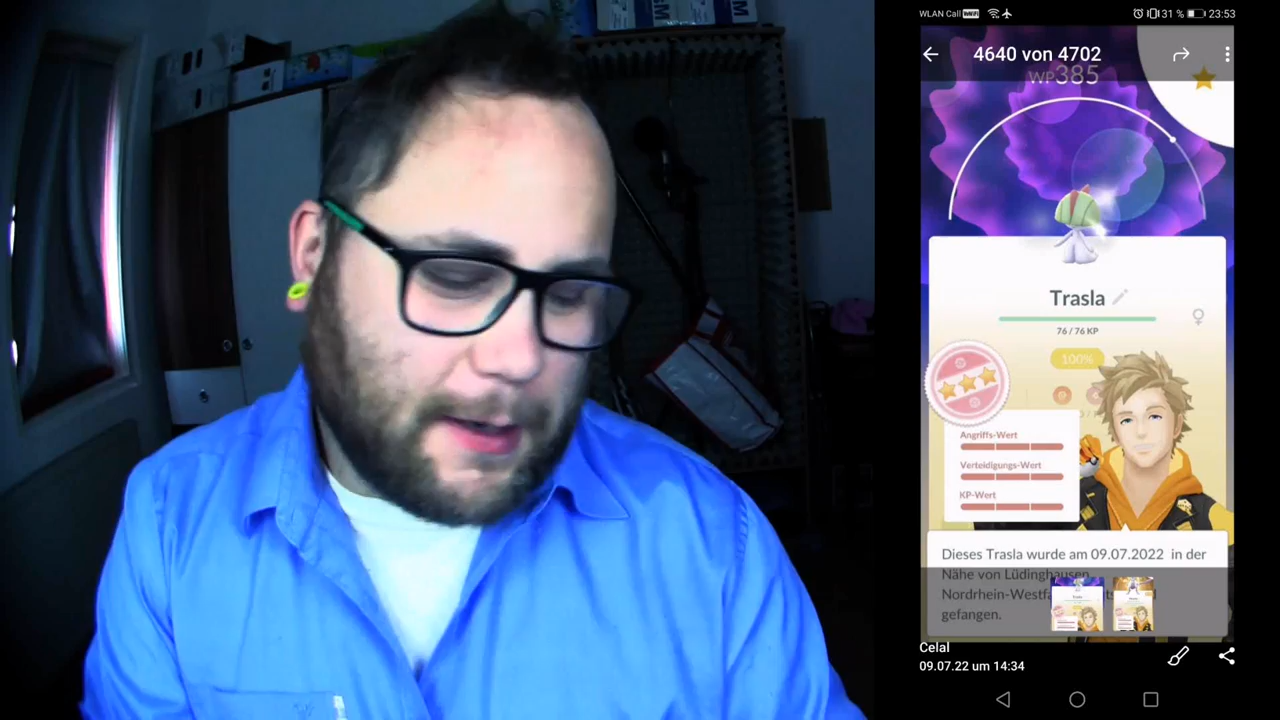 WLAN Call WiFi
31 % 23:53
4640 von 4702
WP385
Trasla
76 / 76 KP
100%
Angriffs-Wert
Verteidigungs-Wert
KP-Wert
Dieses Trasla wurde am 09.07.2022 in der
Nähe von Lüdinghausen,
gefangen.
Celal
09.07.22 um 14:34